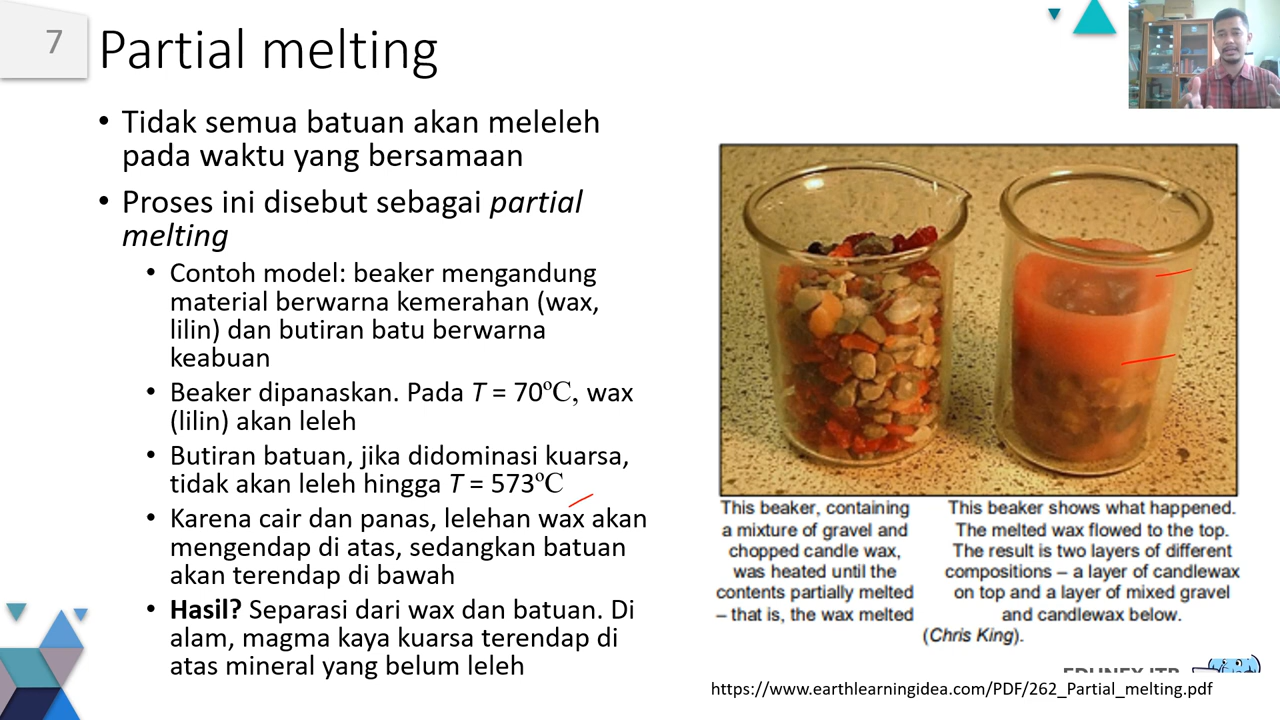 7
Partial melting
• Tidak semua batuan akan meleleh
pada waktu yang bersamaan
• Proses ini disebut sebagai partial
melting
• Contoh model: beaker mengandung
material berwarna kemerahan (wax,
lilin) dan butiran batu berwarna
keabuan
• Beaker dipanaskan. Pada T = 70°C, wax
(lilin) akan leleh
• Butiran batuan, jika didominasi kuarsa,
tidak akan leleh hingga T = 573°C
• Karena cair dan panas, lelehan wax akan
mengendap di atas, sedangkan batuan
akan terendap di bawah
• Hasil? Separasi dari wax dan batuan. Di
alam, magma kaya kuarsa terendap di
atas mineral yang belum leleh
This beaker, containing
a mixture of gravel and
chopped candle wax,
was heated until the
contents partially melted
– that is, the wax melted
This beaker shows what happened.
The melted wax flowed to the top.
The result is two layers of different
compositions – a layer of candlewax
on top and a layer of mixed gravel
and candlewax below.
(Chris King).
https://www.earthlearningidea.com/PDF/262_Partial_melting.pdf